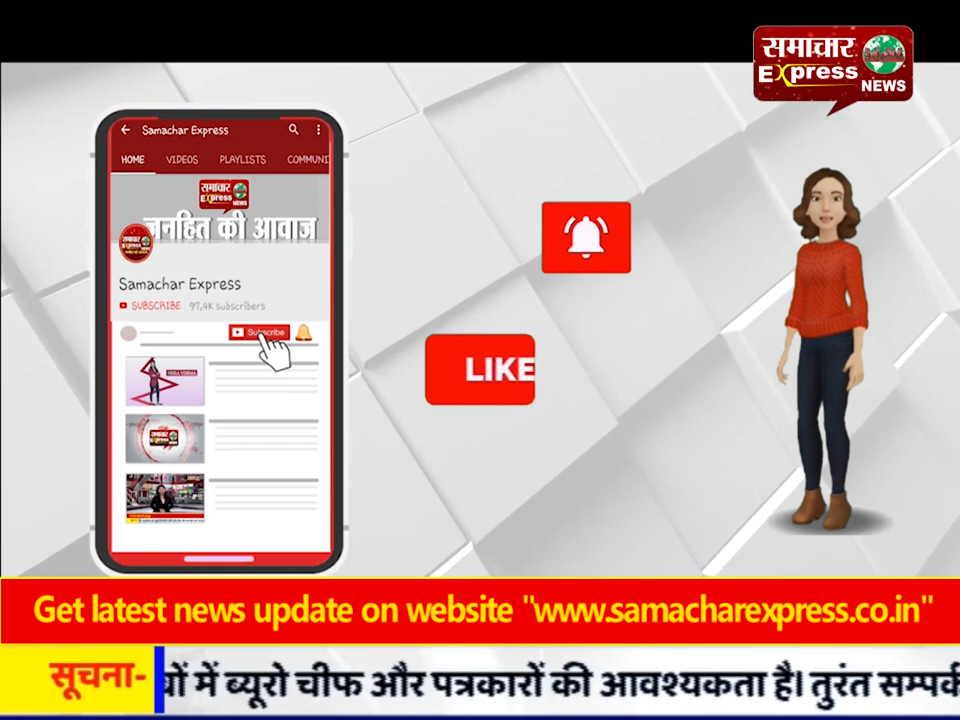 समाचार
Express
NEWS
Samachar Express
HOME VIDEOS PLAYLISTS COMMUNI
समाचार
Express
NEWS
जनहित की आवाज
Samachar Express
SUBSCRIBE 97.4K subscribers
Subscribe
LIKE
Get latest news update on website "www.samacharexpress.co.in"
सूचना- में ब्यूरो चीफ और पत्रकारों की आवश्यकता है। तुरंत सम्पर्क